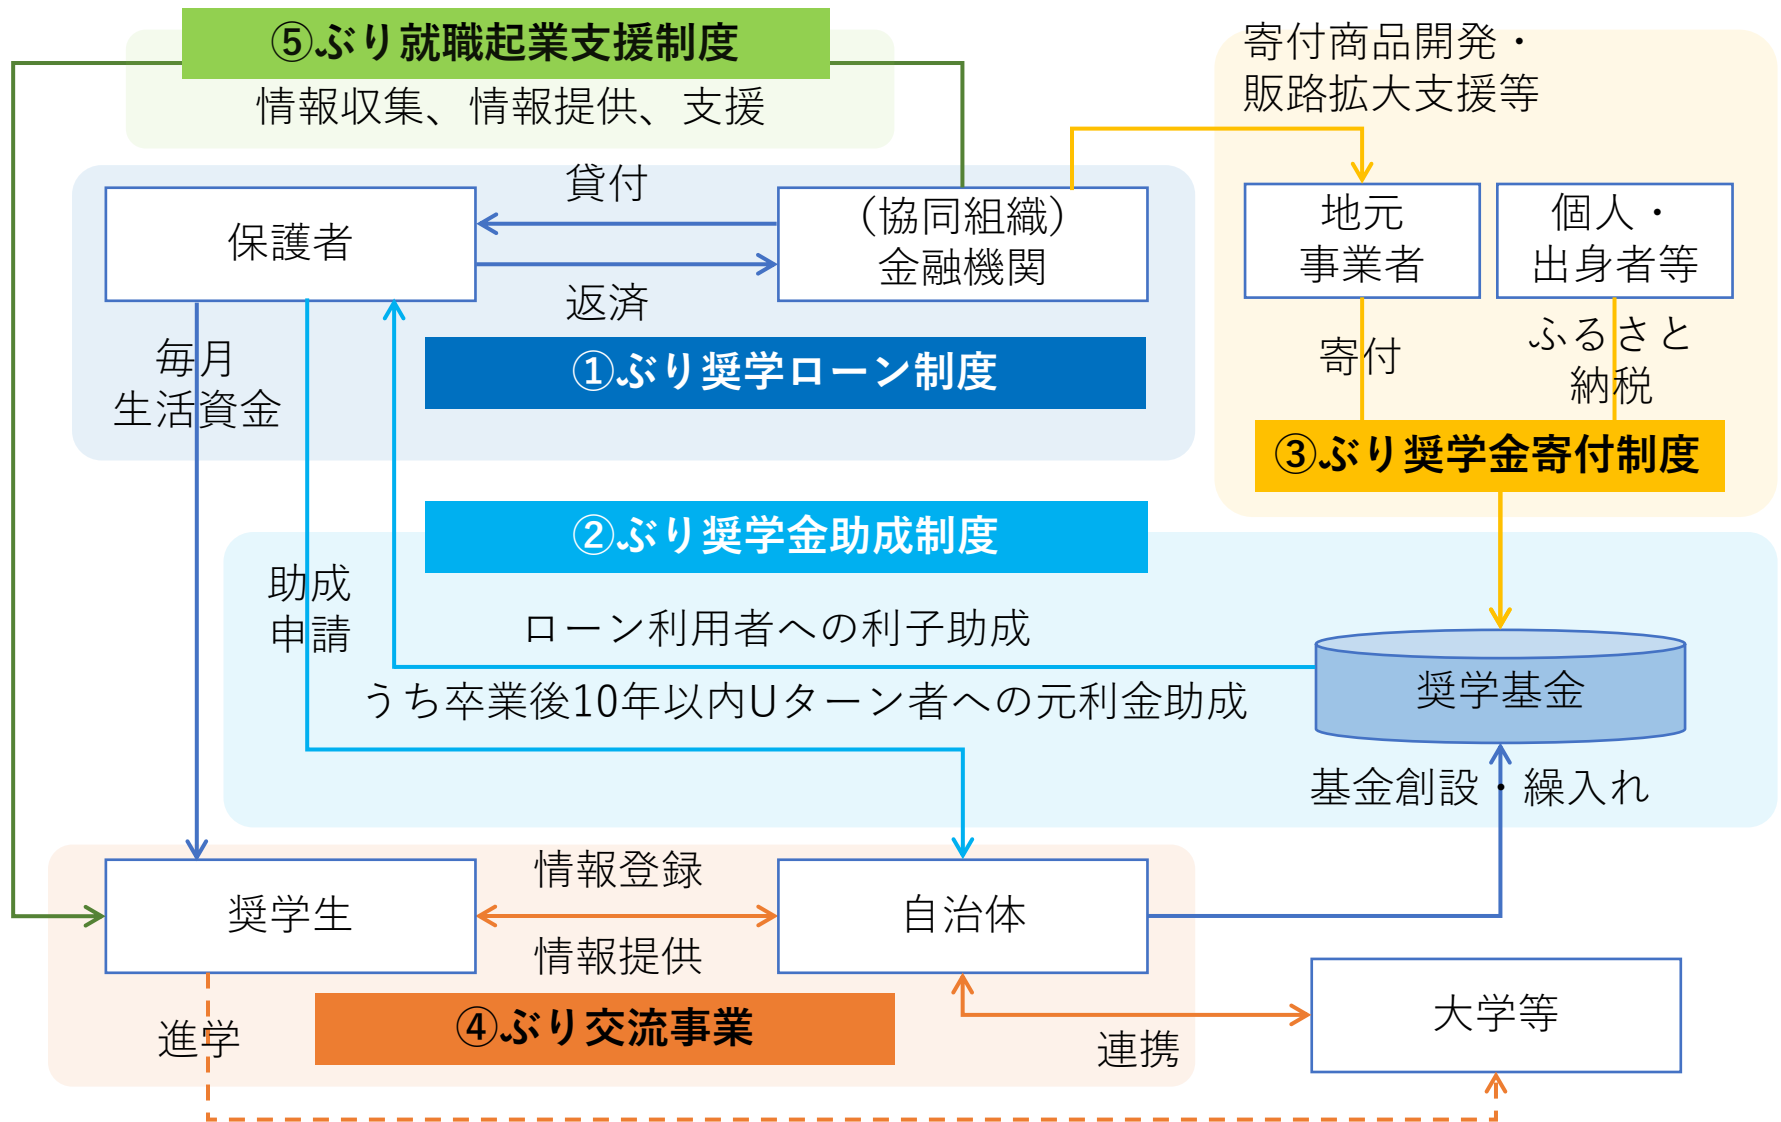 ⑤ぶり就職起業支援制度
情報収集、情報提供、支援
寄付商品開発・
販路拡大支援等
保護者
貸付
返済
（協同組織）
金融機関
地元
事業者
個人・
出身者等
毎月
生活資金
①ぶり奨学ローン制度
寄付
ふるさと
納税
③ぶり奨学金寄付制度
②ぶり奨学金助成制度
助成
申請
ローン利用者への利子助成
うち卒業後10年以内Uターン者への元利金助成
奨学基金
基金創設・繰入れ
奨学生
情報登録
情報提供
自治体
④ぶり交流事業
進学
連携
大学等